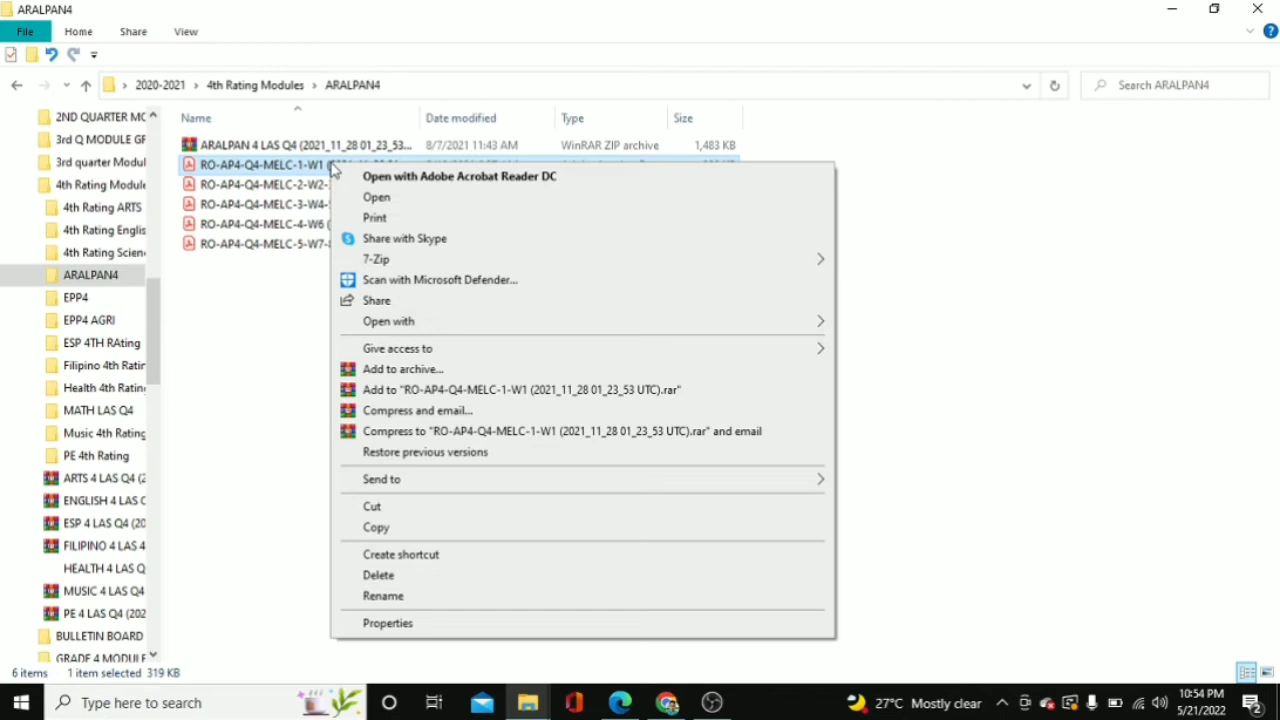 ARALPAN4
File Home Share View
2020-2021 › 4th Rating Modules › ARALPAN4
Search ARALPAN4
Name Date modified Type Size
2ND QUARTER MC
3rd Q MODULE GF
3rd quarter Modul
4th Rating Module
4th Rating ARTS
4th Rating Englis
4th Rating Scien
ARALPAN4
EPP4
EPP4 AGRI
ESP 4TH RAting
Filipino 4th Ratir
Health 4th Rating
MATH LAS Q4
Music 4th Rating
PE 4th Rating
ARTS 4 LAS Q4 (2
ENGLISH 4 LAS C
ESP 4 LAS Q4 (20
FILIPINO 4 LAS 4
HEALTH 4 LAS Q
MUSIC 4 LAS Q4
PE 4 LAS Q4 (202
BULLETIN BOARD
GRADE 4 MODULE
ARALPAN 4 LAS Q4 (2021_11_28 01_23_53... 8/7/2021 11:43 AM WinRAR ZIP archive 1,483 KB
RO-AP4-Q4-MELC-1-W1 (
RO-AP4-Q4-MELC-2-W2-
RO-AP4-Q4-MELC-3-W4-
RO-AP4-Q4-MELC-4-W6 (
RO-AP4-Q4-MELC-5-W7-
Open with Adobe Acrobat Reader DC
Open
Print
Share with Skype
7-Zip
Scan with Microsoft Defender...
Share
Open with
Give access to
Add to archive...
Add to "RO-AP4-Q4-MELC-1-W1 (2021_11_28 01_23_53 UTC).rar"
Compress and email...
Compress to "RO-AP4-Q4-MELC-1-W1 (2021_11_28 01_23_53 UTC).rar" and email
Restore previous versions
Send to
Cut
Copy
Create shortcut
Delete
Rename
Properties
6 items 1 item selected 319 KB
Type here to search
27°C Mostly clear
10:54 PM
5/21/2022
2